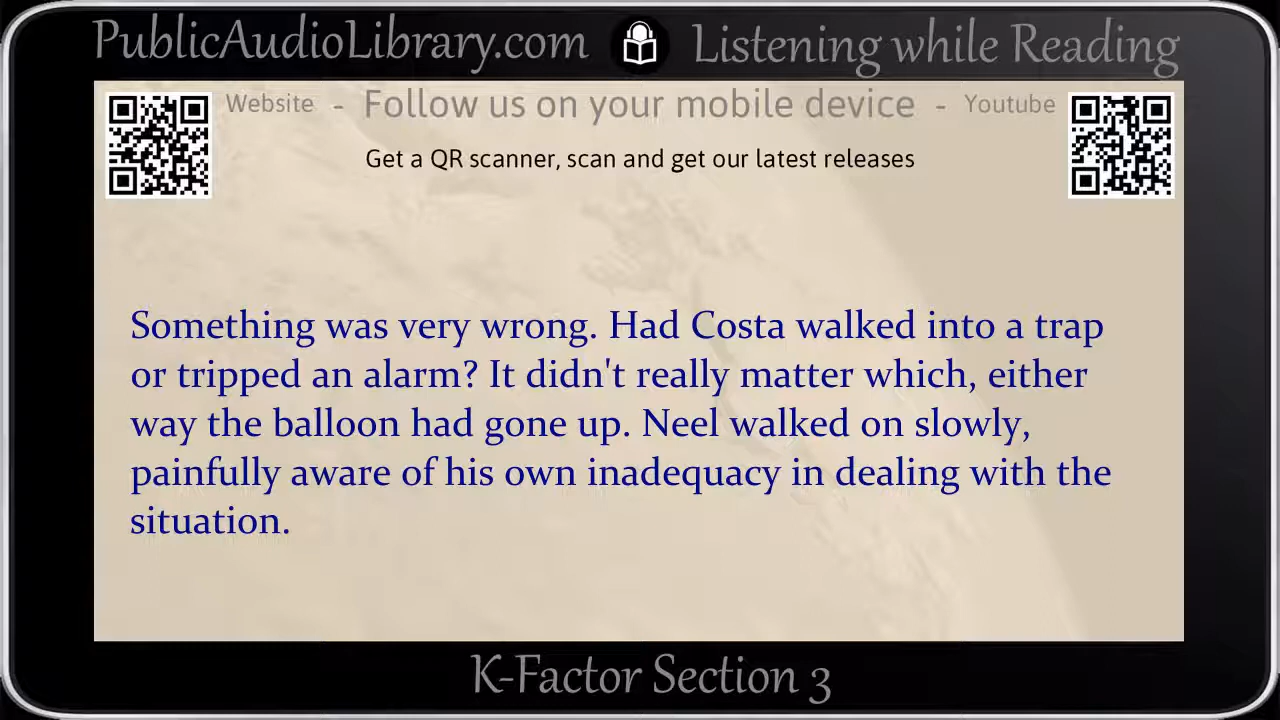 PublicAudioLibrary.com Listening while Reading
Website - Follow us on your mobile device - Youtube
Get a QR scanner, scan and get our latest releases
Something was very wrong. Had Costa walked into a trap
or tripped an alarm? It didn't really matter which, either
way the balloon had gone up. Neel walked on slowly,
painfully aware of his own inadequacy in dealing with the
situation.
K-Factor Section 3